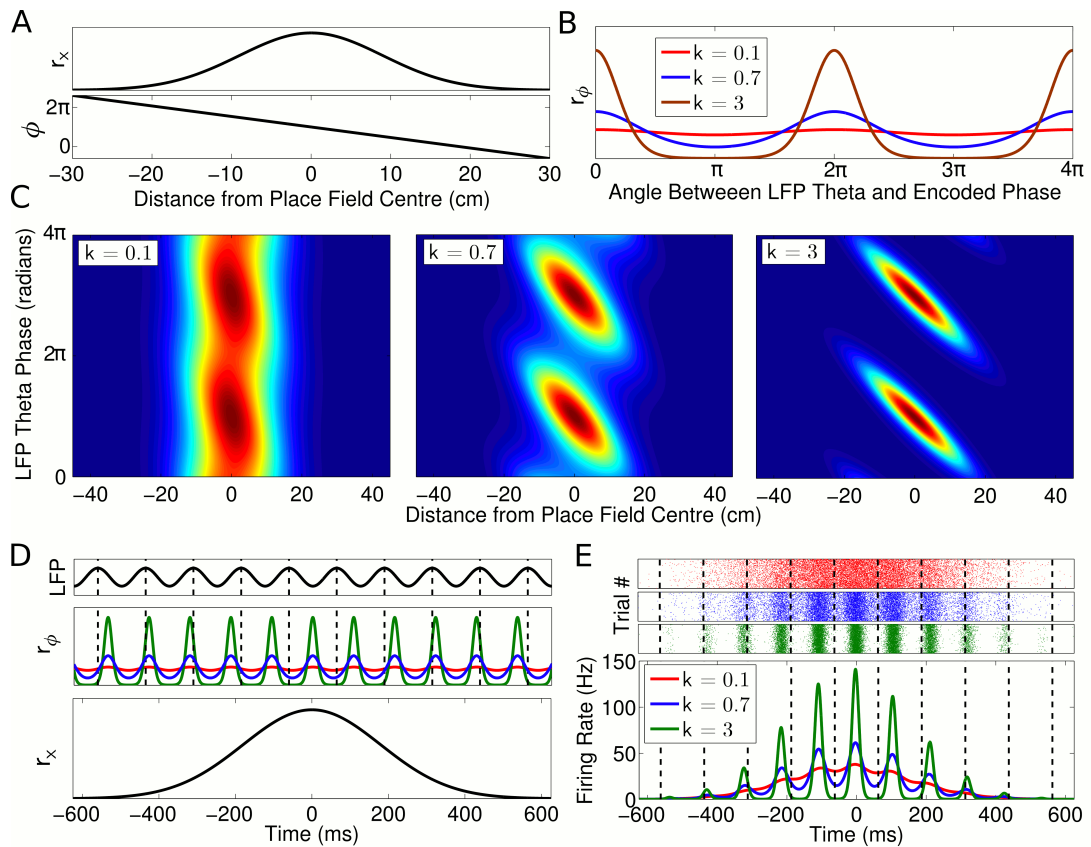 A
r_x
ϕ
2π
0
−30 −20 −10 0 10 20 30
Distance from Place Field Centre (cm)
B
r_ϕ
k = 0.1
k = 0.7
k = 3
0 π 2π 3π 4π
Angle Betweeen LFP Theta and Encoded Phase
C
LFP Theta Phase (radians)
4π
2π
0
k = 0.1
k = 0.7
k = 3
−40 −20 0 20 40
−40 −20 0 20 40
−40 −20 0 20 40
Distance from Place Field Centre (cm)
D
LFP
r_ϕ
r_x
−600 −400 −200 0 200 400 600
Time (ms)
E
Trial #
Firing Rate (Hz)
150
100
50
0
k = 0.1
k = 0.7
k = 3
−600 −400 −200 0 200 400 600
Time (ms)